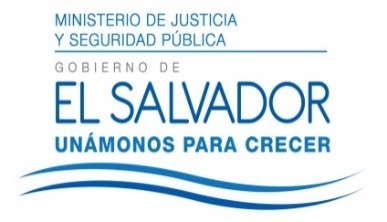 MINISTERIO DE JUSTICIA
Y SEGURIDAD PÚBLICA
GOBIERNO DE
EL SALVADOR
UNÁMONOS PARA CRECER